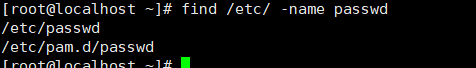 [root@localhost ~]# find /etc/ -name passwd
/etc/passwd
/etc/pam.d/passwd
[root@localhost ~]#